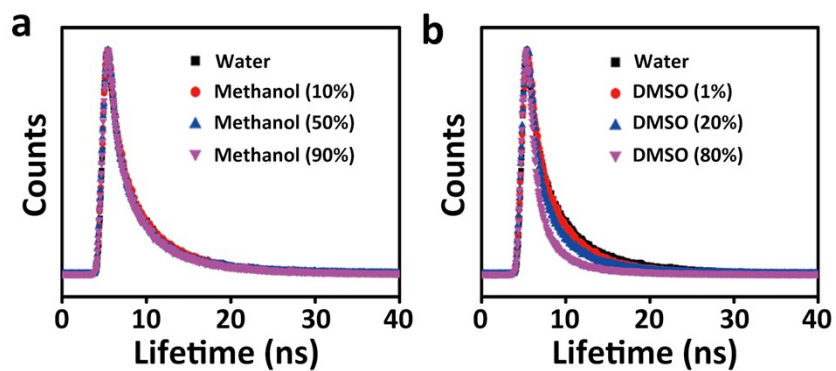 a
Water
Methanol (10%)
Methanol (50%)
Methanol (90%)
Counts
0 10 20 30 40
Lifetime (ns)
b
Water
DMSO (1%)
DMSO (20%)
DMSO (80%)
Counts
0 10 20 30 40
Lifetime (ns)